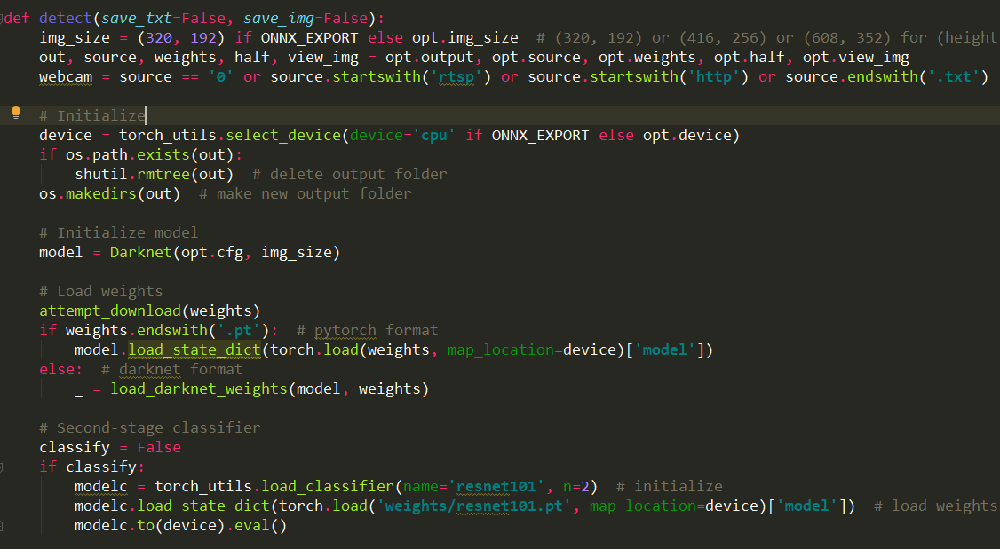 def detect(save_txt=False, save_img=False):
    img_size = (320, 192) if ONNX_EXPORT else opt.img_size  # (320, 192) or (416, 256) or (608, 352) for (height
    out, source, weights, half, view_img = opt.output, opt.source, opt.weights, opt.half, opt.view_img
    webcam = source == '0' or source.startswith('rtsp') or source.startswith('http') or source.endswith('.txt')
    # Initialize
    device = torch_utils.select_device(device='cpu' if ONNX_EXPORT else opt.device)
    if os.path.exists(out):
        shutil.rmtree(out)  # delete output folder
    os.makedirs(out)  # make new output folder
    # Initialize model
    model = Darknet(opt.cfg, img_size)
    # Load weights
    attempt_download(weights)
    if weights.endswith('.pt'):  # pytorch format
        model.load_state_dict(torch.load(weights, map_location=device)['model'])
    else:  # darknet format
        _ = load_darknet_weights(model, weights)
    # Second-stage classifier
    classify = False
    if classify:
        modelc = torch_utils.load_classifier(name='resnet101', n=2)  # initialize
        modelc.load_state_dict(torch.load('weights/resnet101.pt', map_location=device)['model'])  # load weights
        modelc.to(device).eval()